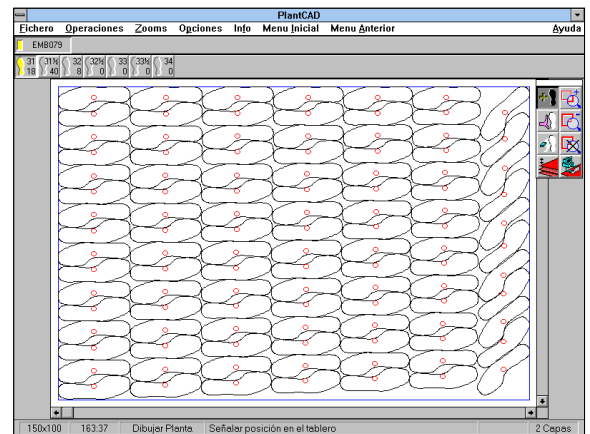 PlantCAD
Fichero Operaciones Zooms Opciones Info Menu Inicial Menu Anterior Ayuda
EMB079
31 31½ 32 32½ 33 33½ 34
18 40 8 0 0 0 0
150x100 163:37 Dibujar Planta Señalar posición en el tablero 2 Capas